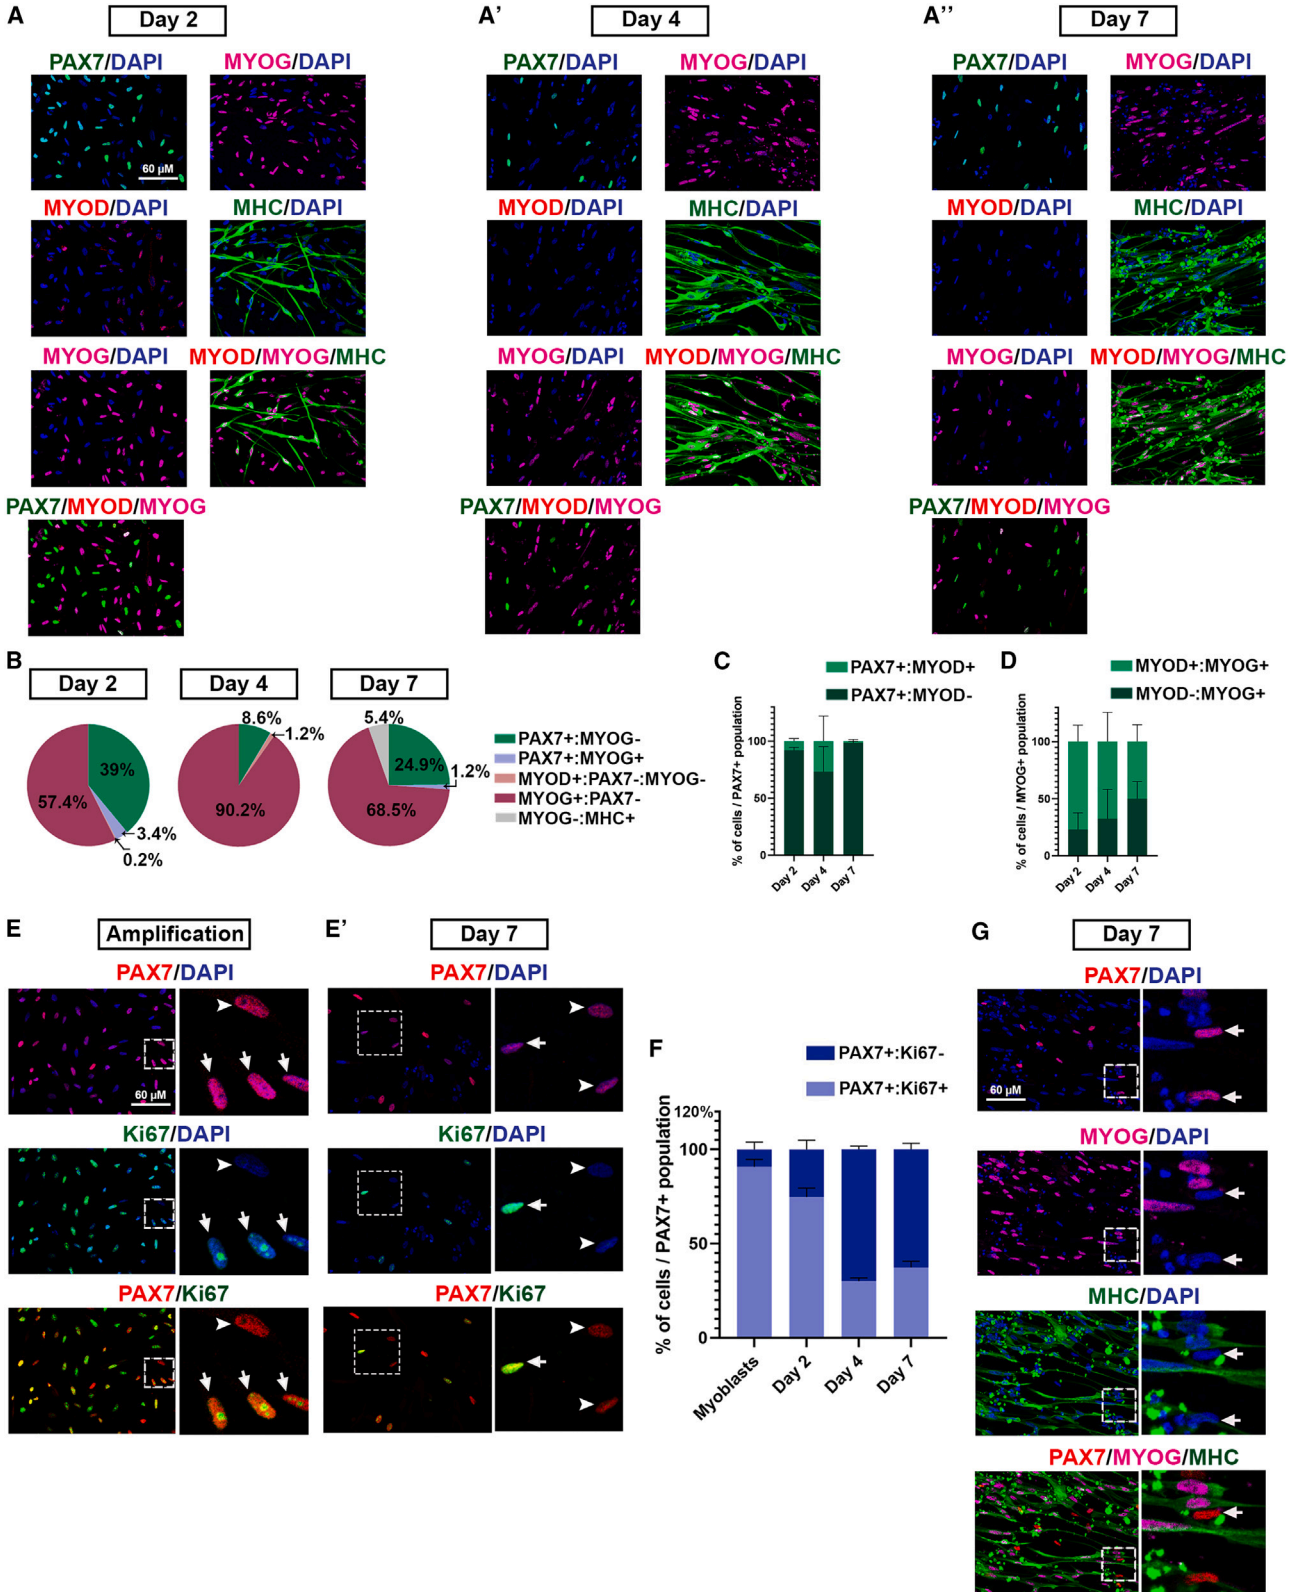 A Day 2 A' Day 4 A'' Day 7
PAX7/DAPI MYOG/DAPI PAX7/DAPI MYOG/DAPI PAX7/DAPI MYOG/DAPI
60 µM
MYOD/DAPI MHC/DAPI MYOD/DAPI MHC/DAPI MYOD/DAPI MHC/DAPI
MYOG/DAPI MYOD/MYOG/MHC MYOG/DAPI MYOD/MYOG/MHC MYOG/DAPI MYOD/MYOG/MHC
PAX7/MYOD/MYOG PAX7/MYOD/MYOG PAX7/MYOD/MYOG
B
Day 2 Day 4 Day 7
39%
57.4%
3.4%
0.2%
8.6%
1.2%
90.2%
5.4%
24.9%
1.2%
68.5%
PAX7+:MYOG-
PAX7+:MYOG+
MYOD+:PAX7-:MYOG-
MYOG+:PAX7-
MYOG-:MHC+
C
PAX7+:MYOD+
PAX7+:MYOD-
% of cells / PAX7+ population
100
50
0
Day 2 Day 4 Day 7
D
MYOD+:MYOG+
MYOD-:MYOG+
% of cells / MYOG+ population
100
50
0
Day 2 Day 4 Day 7
E Amplification
PAX7/DAPI
60 µM
Ki67/DAPI
PAX7/Ki67
E' Day 7
PAX7/DAPI
Ki67/DAPI
PAX7/Ki67
F
PAX7+:Ki67-
PAX7+:Ki67+
% of cells / PAX7+ population
120%
100
50
0
Myoblasts Day 2 Day 4 Day 7
G Day 7
PAX7/DAPI
60 µM
MYOG/DAPI
MHC/DAPI
PAX7/MYOG/MHC